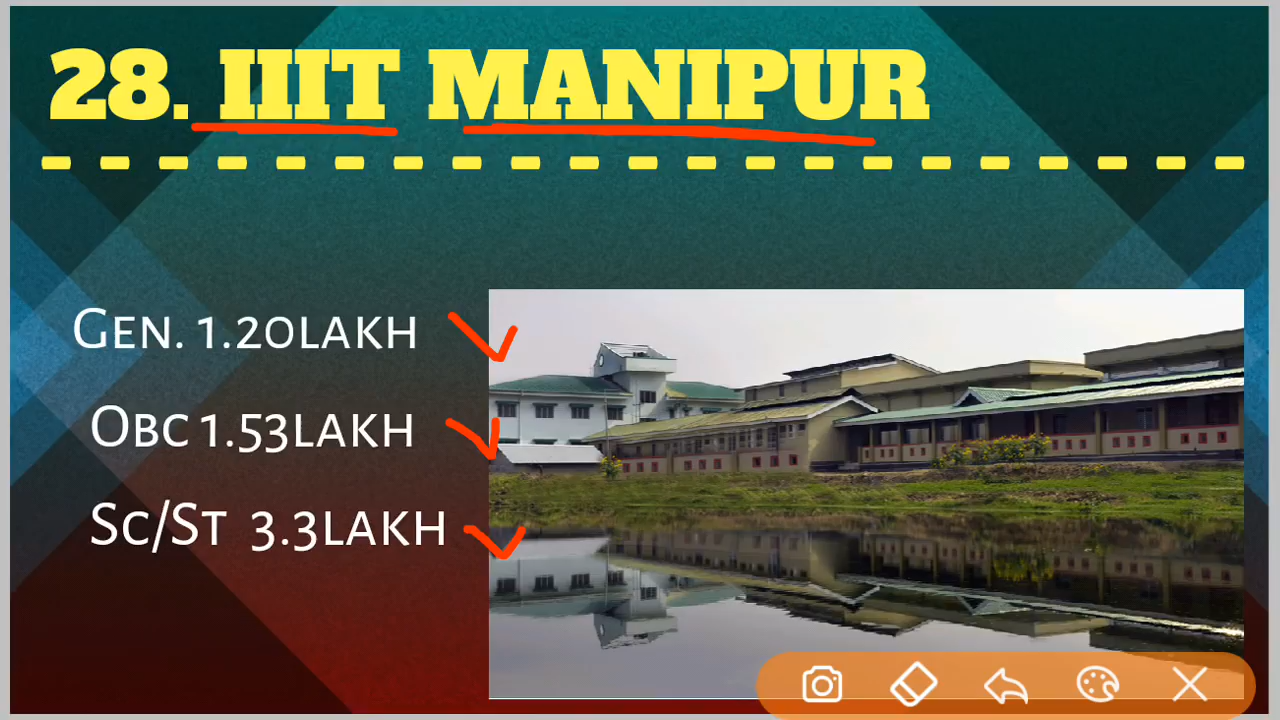 28. IIIT MANIPUR
GEN. 1.20LAKH
OBC 1.53LAKH
SC/ST 3.3LAKH